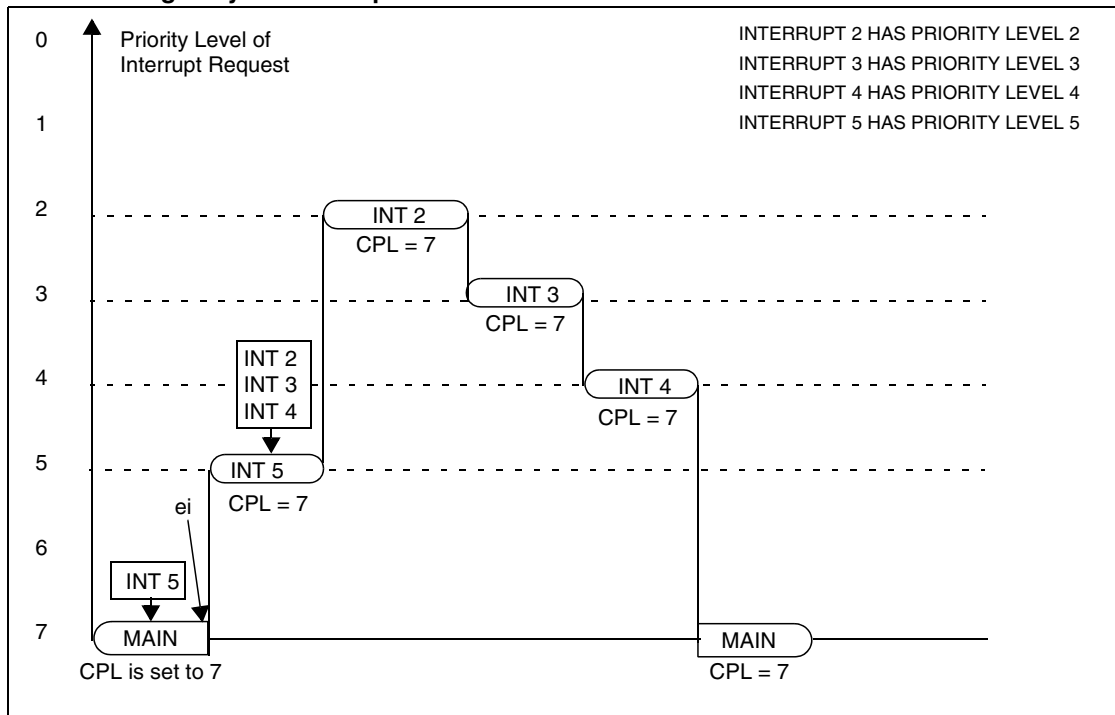 0
Priority Level of
Interrupt Request
INTERRUPT 2 HAS PRIORITY LEVEL 2
INTERRUPT 3 HAS PRIORITY LEVEL 3
INTERRUPT 4 HAS PRIORITY LEVEL 4
INTERRUPT 5 HAS PRIORITY LEVEL 5
1
2
INT 2
CPL = 7
3
INT 3
CPL = 7
INT 2
INT 3
INT 4
4
INT 4
CPL = 7
5
INT 5
CPL = 7
ei
6
INT 5
7
MAIN
CPL is set to 7
MAIN
CPL = 7